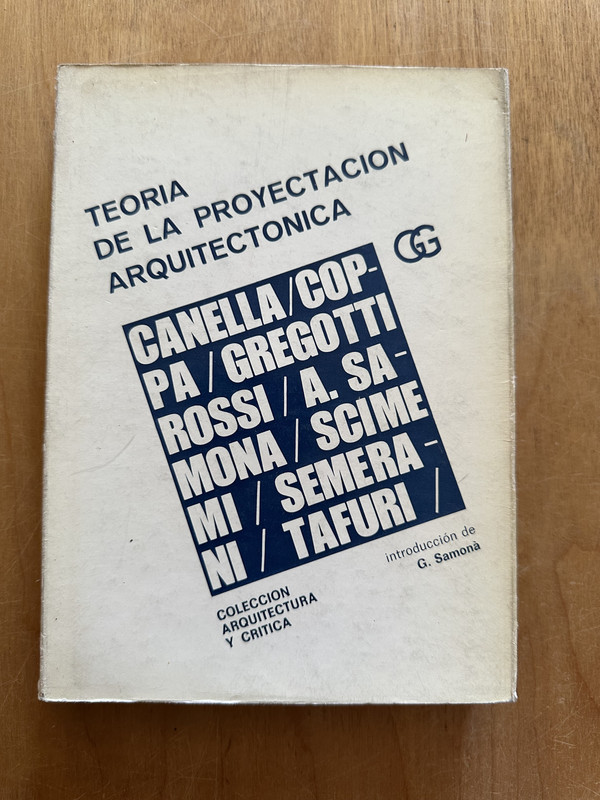 TEORIA
DE LA PROYECTACION
ARQUITECTONICA
GG
CANELLA/COP-
PA / GREGOTTI
ROSSI / A. SA-
MONA / SCIME
MI / SEMERA-
NI / TAFURI /
introducción de
G. Samonà
COLECCION
ARQUITECTURA
Y CRITICA